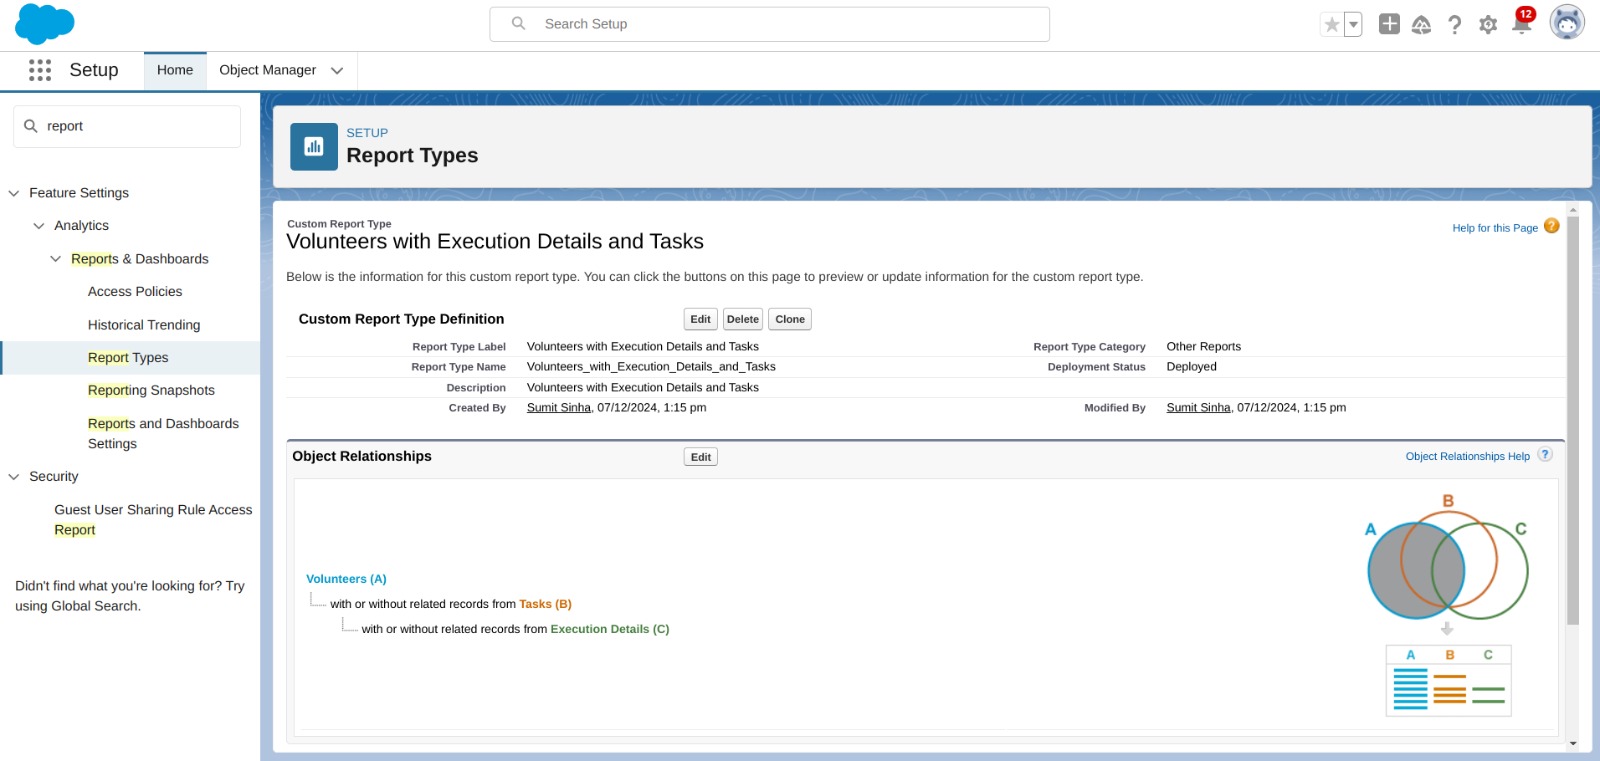 Search Setup
12
Setup
Home
Object Manager
report
Feature Settings
Analytics
Reports & Dashboards
Access Policies
Historical Trending
Report Types
Reporting Snapshots
Reports and Dashboards
Settings
Security
Guest User Sharing Rule Access
Report
Didn't find what you're looking for? Try
using Global Search.
SETUP
Report Types
Custom Report Type
Volunteers with Execution Details and Tasks
Help for this Page ?
Below is the information for this custom report type. You can click the buttons on this page to preview or update information for the custom report type.
Custom Report Type Definition Edit Delete Clone
Report Type Label Volunteers with Execution Details and Tasks Report Type Category Other Reports
Report Type Name Volunteers_with_Execution_Details_and_Tasks Deployment Status Deployed
Description Volunteers with Execution Details and Tasks
Created By Sumit Sinha, 07/12/2024, 1:15 pm Modified By Sumit Sinha, 07/12/2024, 1:15 pm
Object Relationships Edit Object Relationships Help ?
Volunteers (A)
with or without related records from Tasks (B)
with or without related records from Execution Details (C)
B
A C
A B C